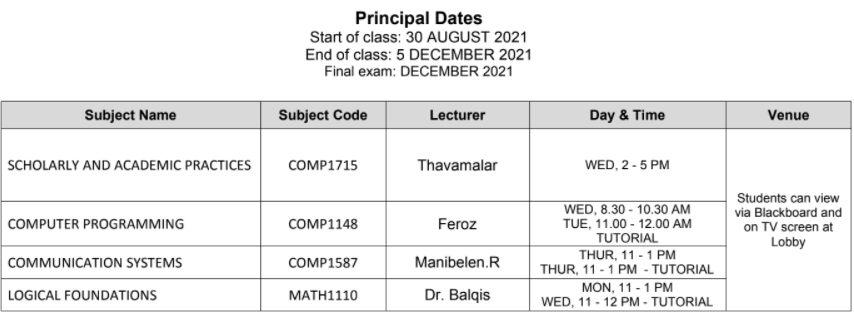 Principal Dates
Start of class: 30 AUGUST 2021
End of class: 5 DECEMBER 2021
Final exam: DECEMBER 2021
Subject Name Subject Code Lecturer Day & Time Venue
SCHOLARLY AND ACADEMIC PRACTICES COMP1715 Thavamalar WED, 2 - 5 PM
COMPUTER PROGRAMMING COMP1148 Feroz
WED, 8.30 - 10.30 AM
TUE, 11.00 - 12.00 AM
TUTORIAL
COMMUNICATION SYSTEMS COMP1587 Manibelen.R
THUR, 11 - 1 PM
THUR, 11 - 1 PM - TUTORIAL
LOGICAL FOUNDATIONS MATH1110 Dr. Balqis
MON, 11 - 1 PM
WED, 11 - 12 PM - TUTORIAL
Students can view
via Blackboard and
on TV screen at
Lobby